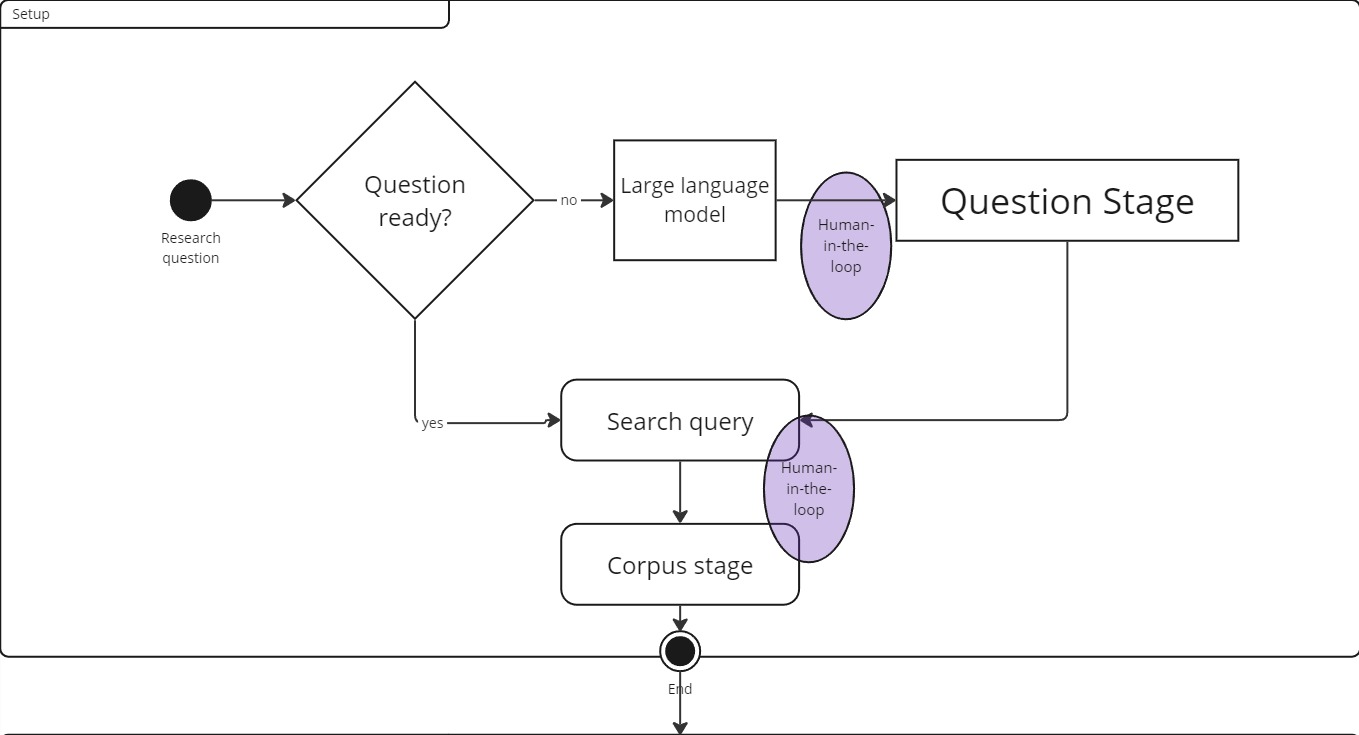 Setup
Question
ready?
no
Large language
model
Question Stage
Research
question
Human-
in-the-
loop
yes
Search query
Human-
in-the-
loop
Corpus stage
End